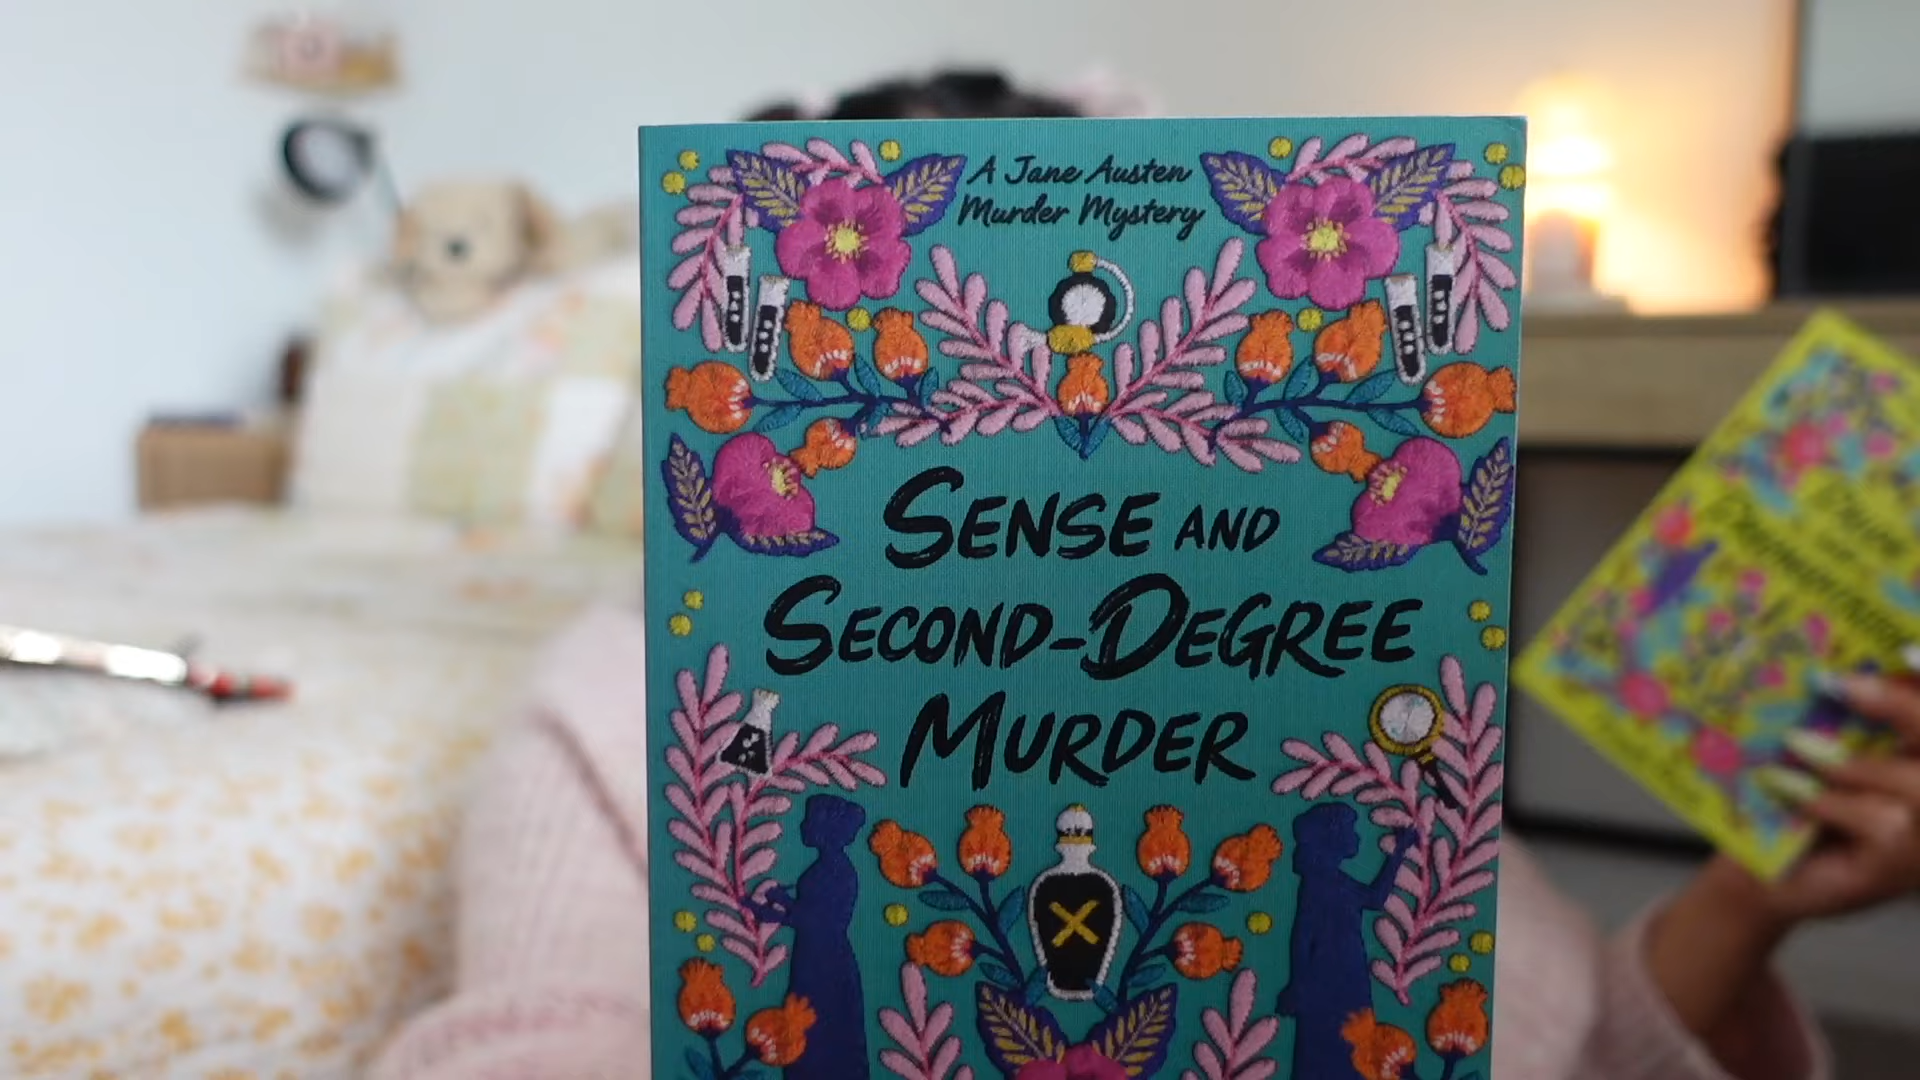 A Jane Austen
Murder Mystery
SENSE AND
SECOND-DEGREE
MURDER